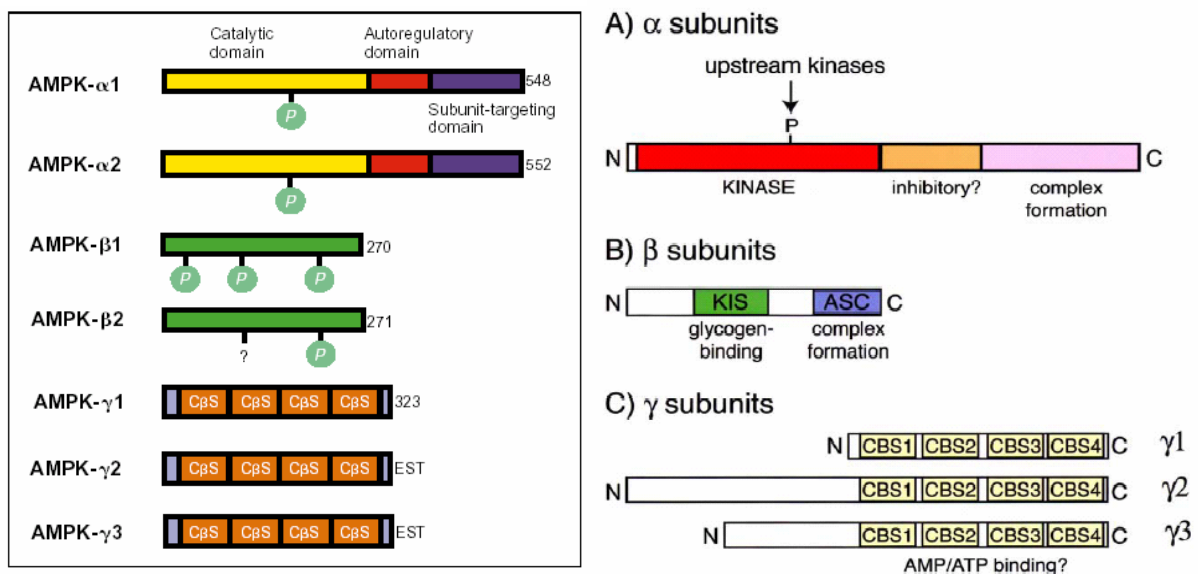 Catalytic
domain
Autoregulatory
domain
AMPK-α1
548
P
Subunit-targeting
domain
AMPK-α2
552
P
AMPK-β1
270
P P P
AMPK-β2
271
? P
AMPK-γ1
CβS CβS CβS CβS
323
AMPK-γ2
CβS CβS CβS CβS
EST
AMPK-γ3
CβS CβS CβS CβS
EST
A) α subunits
upstream kinases
P
N C
KINASE inhibitory? complex
formation
B) β subunits
N KIS ASC C
glycogen-
binding
complex
formation
C) γ subunits
N CBS1 CBS2 CBS3 CBS4 C γ1
N CBS1 CBS2 CBS3 CBS4 C γ2
N CBS1 CBS2 CBS3 CBS4 C γ3
AMP/ATP binding?